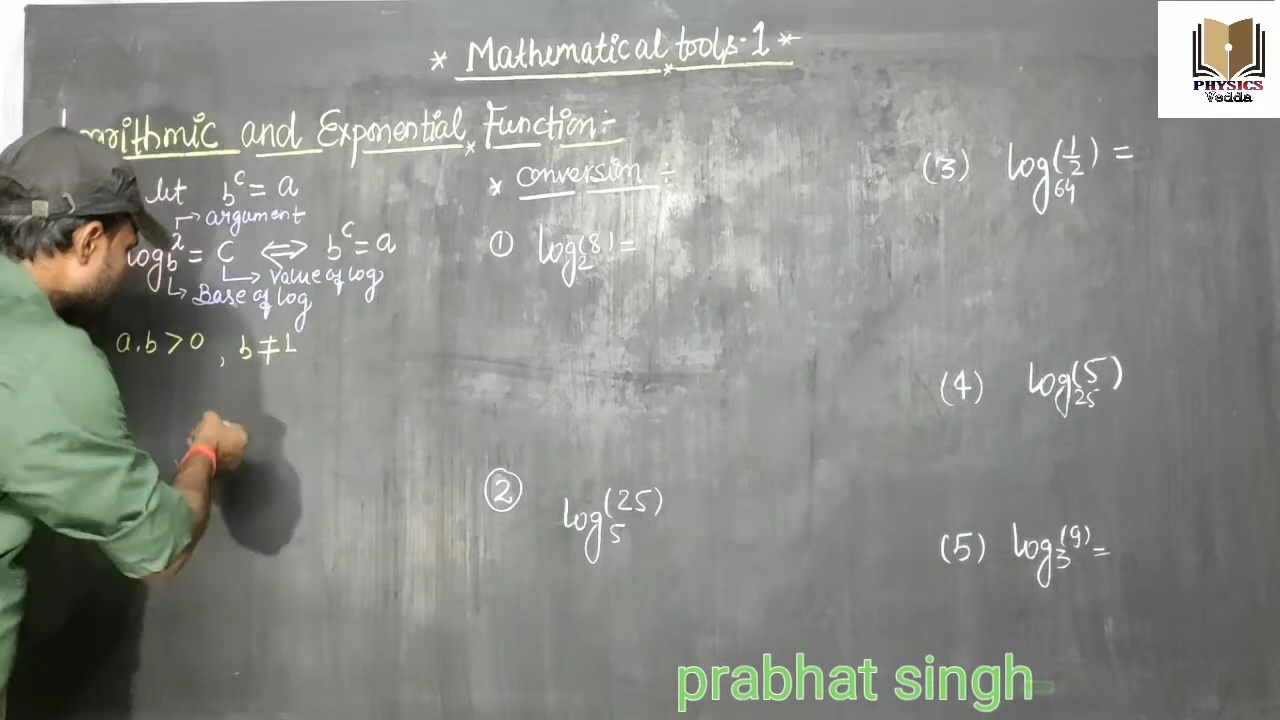 * Mathematical tools-1 *
PHYSICS
Vedda
and Exponential Function:-
let b^c = a
argument
log_b^a = C ⟺ b^c = a
Value of log
Base of log
a.b > 0 , b ≠ 1
* Conversion ÷
① log_2(8) =
② log_5(25)
(3) log_64(1/2) =
(4) log_25(5)
(5) log_3(9) =
prabhat singh